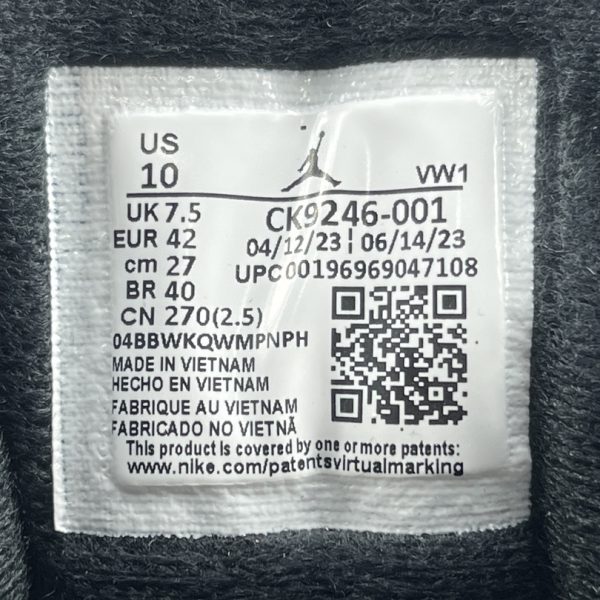 US
10
VW1
UK 7.5
CK9246-001
EUR 42
04/12/23¦06/14/23
cm 27
UPC00196969047108
BR 40
CN 270(2.5)
04BBWKQWMPNPH
MADE IN VIETNAM
HECHO EN VIETNAM
FABRIQUE AU VIETNAM
FABRICADO NO VIETNÃ
This product is covered by one or more patents:
www.nike.com/patentsvirtualmarking